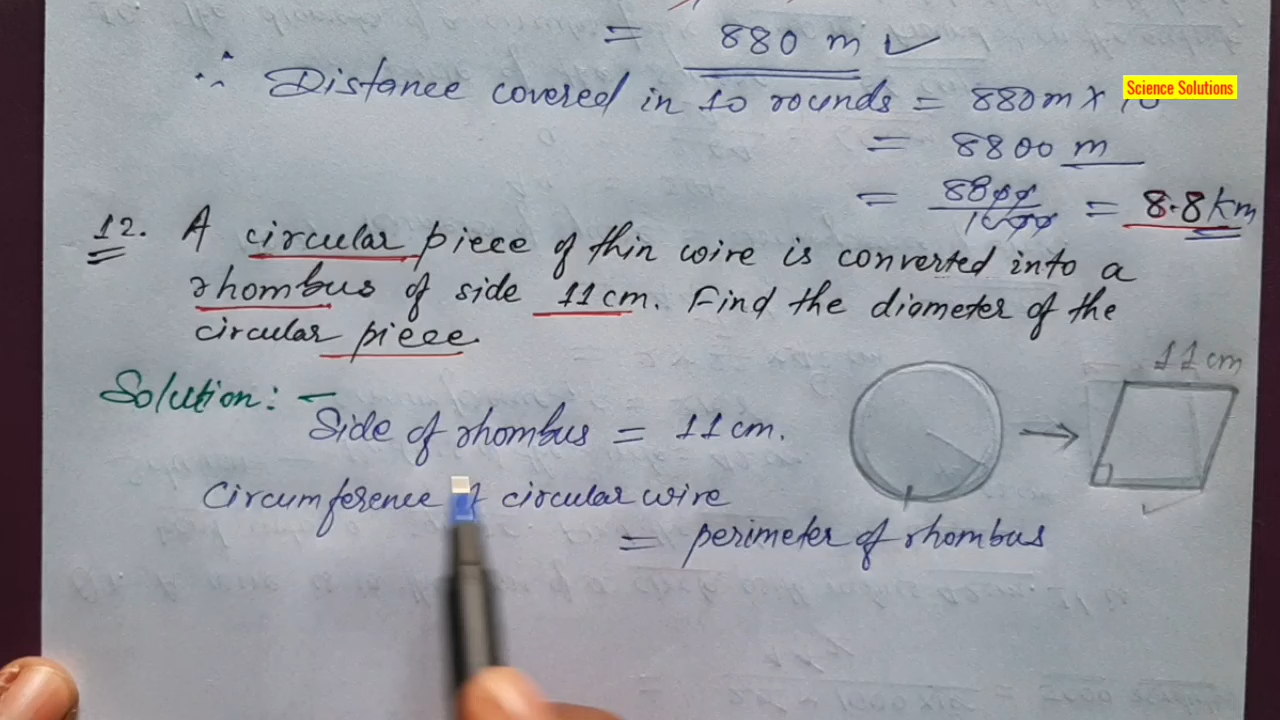 = 880 m ✓
∴ Distance covered in 10 rounds = 880m × 10
Science Solutions
= 8800 m
= 8800/1000 = 8.8 km
12. A circular piece of thin wire is converted into a
rhombus of side 11 cm. Find the diameter of the
circular piece.
11 cm
Solution: -
Side of rhombus = 11 cm.
Circumference of circular wire
= perimeter of rhombus